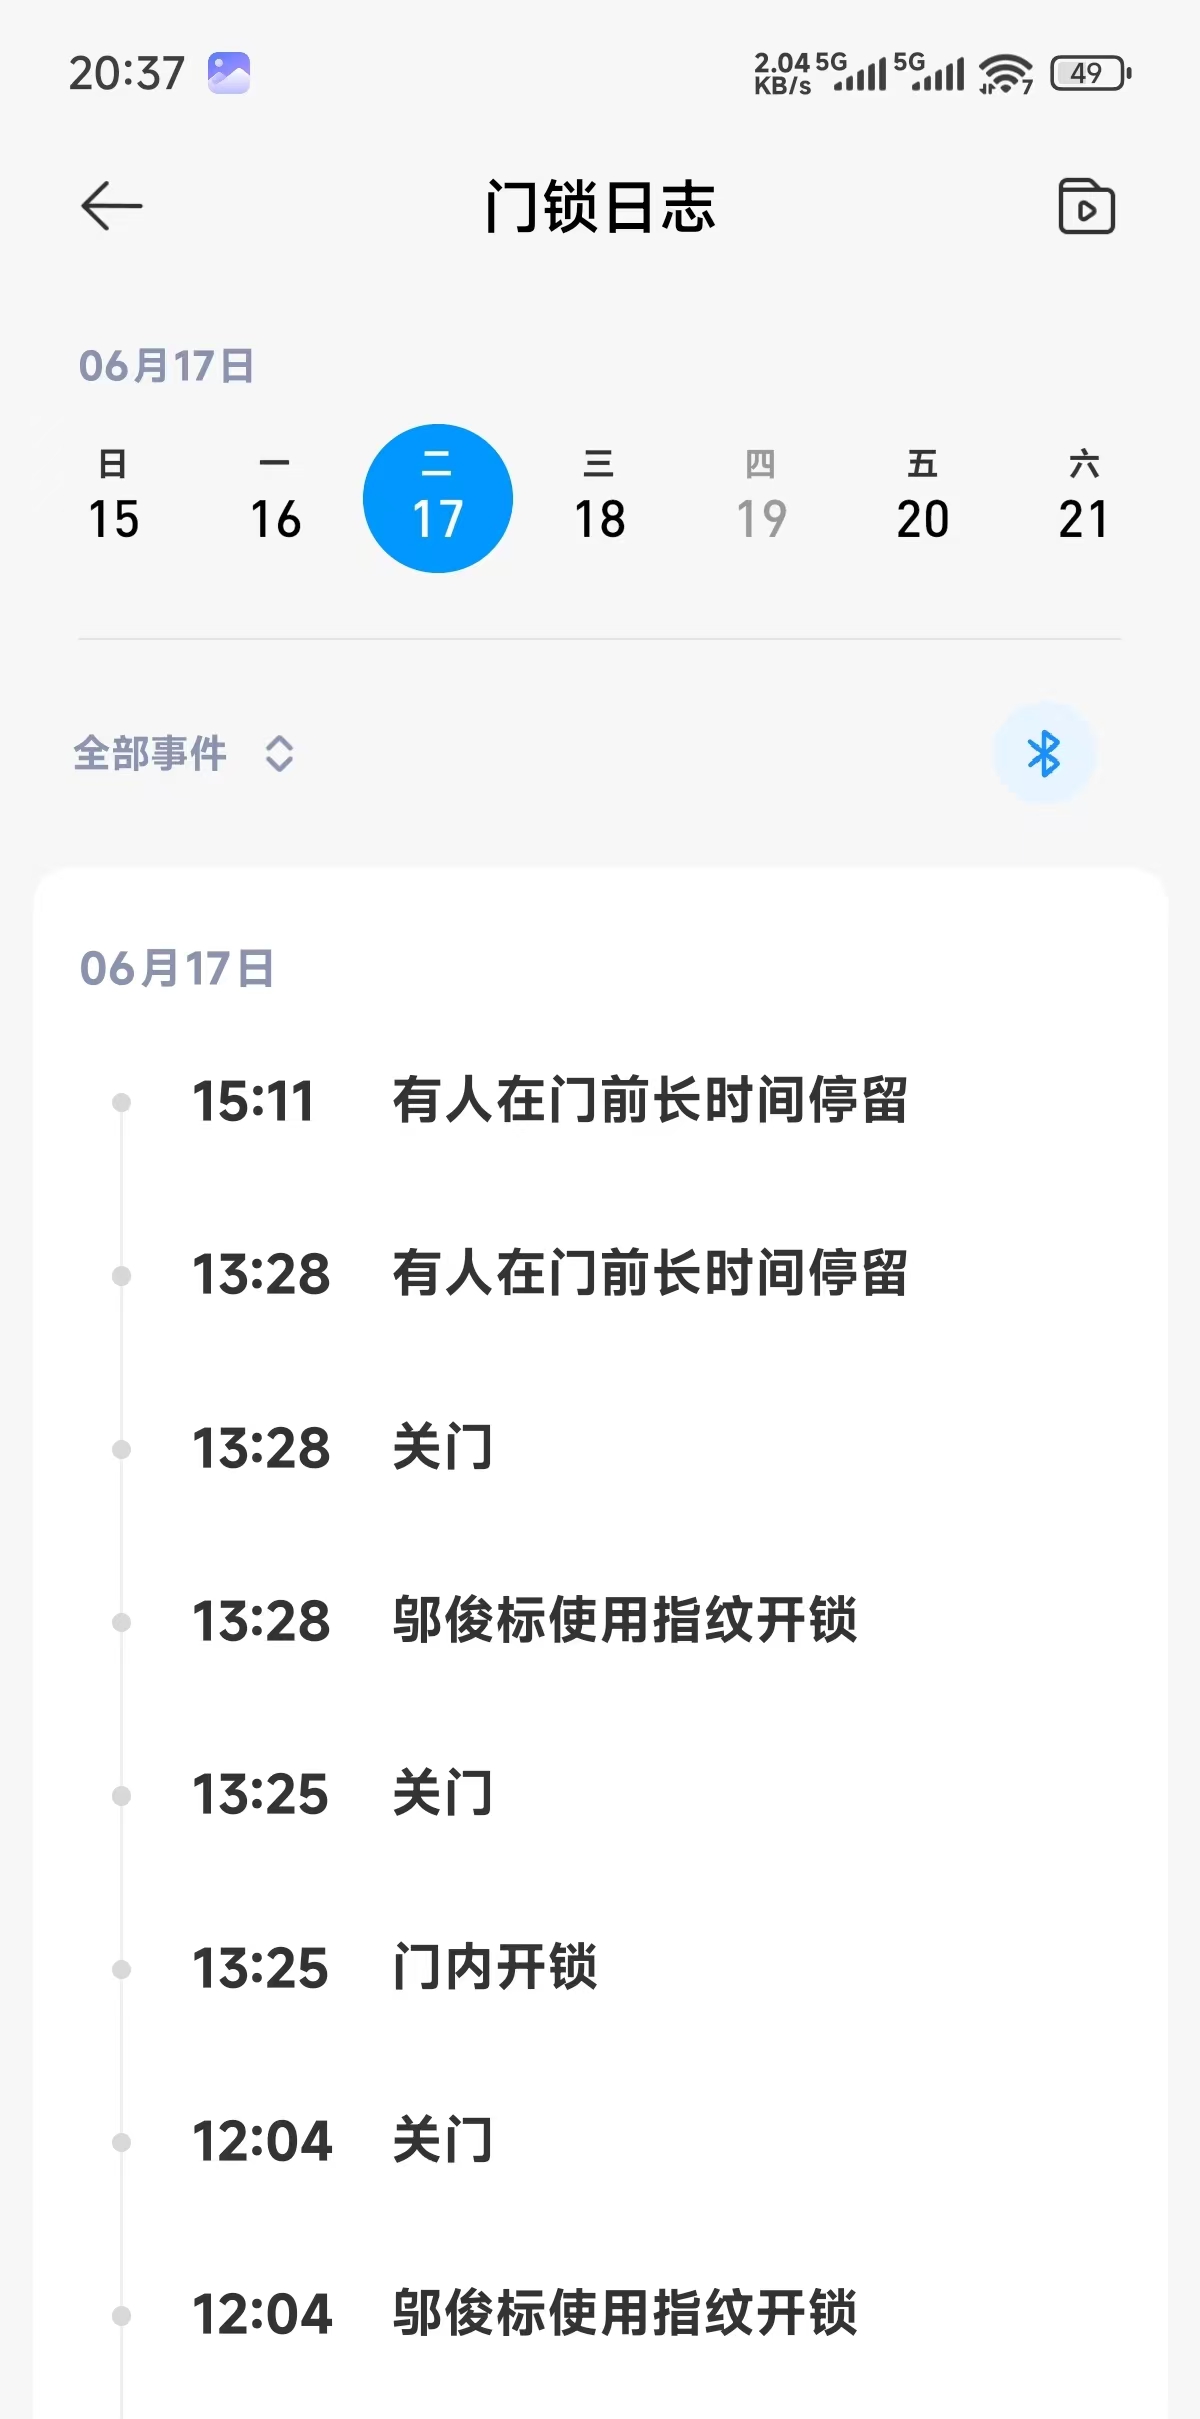 20:37
2.04 KB/s 5G 5G 7 49
门锁日志
06月17日
日 一 二 三 四 五 六
15 16 17 18 19 20 21
全部事件
06月17日
15:11 有人在门前长时间停留
13:28 有人在门前长时间停留
13:28 关门
13:28 邬俊标使用指纹开锁
13:25 关门
13:25 门内开锁
12:04 关门
12:04 邬俊标使用指纹开锁